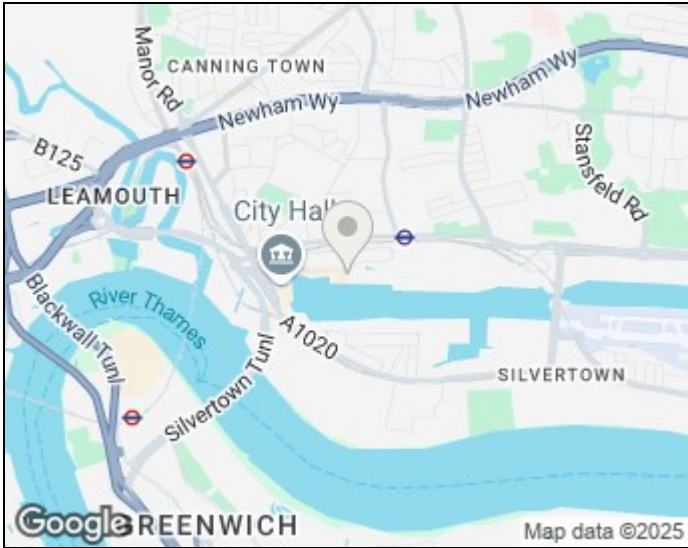 Manor Rd
CANNING TOWN
Newham Wy
Newham Wy
B125
Stansfeld Rd
LEAMOUTH
City Hall
River Thames
Blackwall Tunl
A1020
Silvertown Tunl
SILVERTOWN
Google
GREENWICH
Map data ©2025